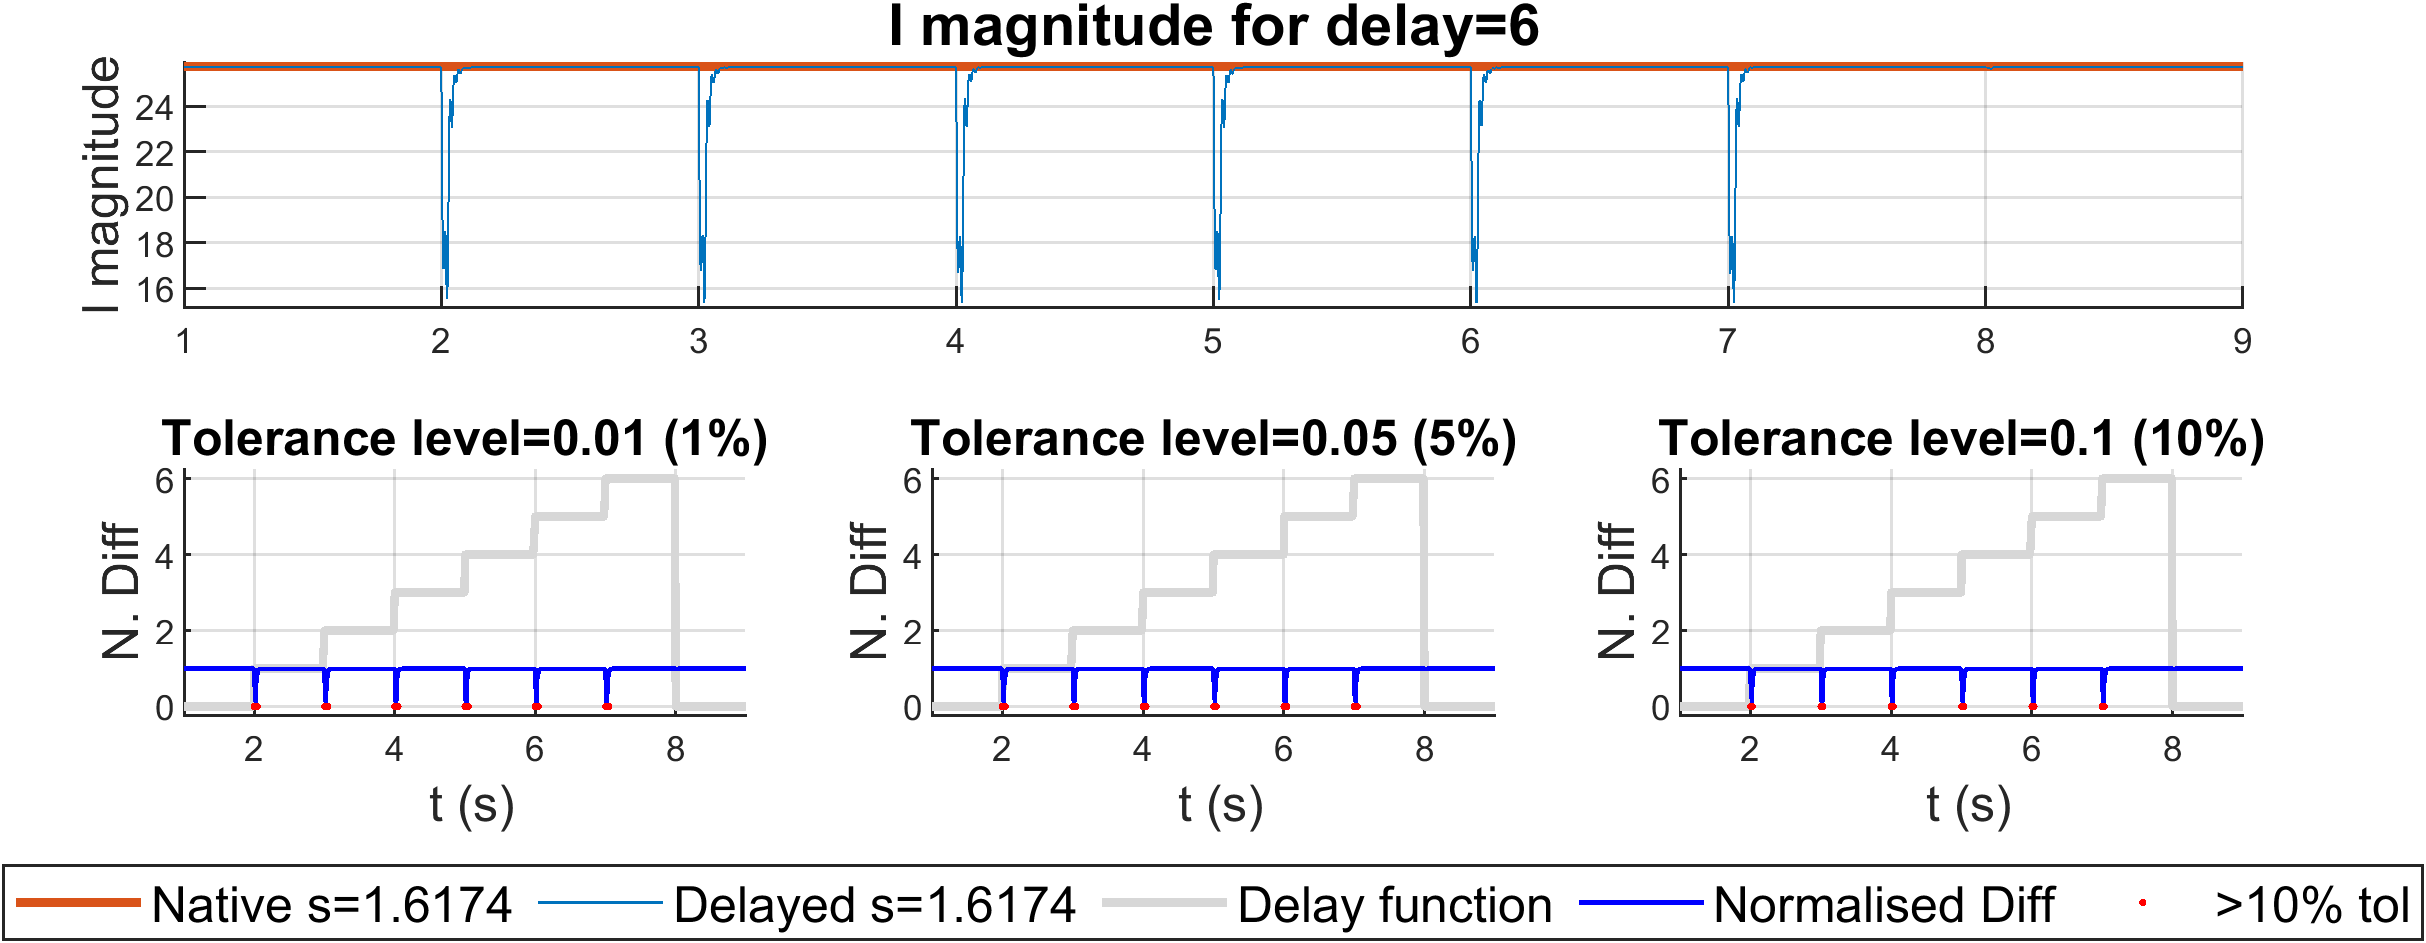 I magnitude for delay=6
I magnitude
24
22
20
18
16
1 2 3 4 5 6 7 8 9
Tolerance level=0.01 (1%)
N. Diff
6
4
2
0
2 4 6 8
t (s)
Tolerance level=0.05 (5%)
N. Diff
6
4
2
0
2 4 6 8
t (s)
Tolerance level=0.1 (10%)
N. Diff
6
4
2
0
2 4 6 8
t (s)
Native s=1.6174 Delayed s=1.6174 Delay function Normalised Diff >10% tol